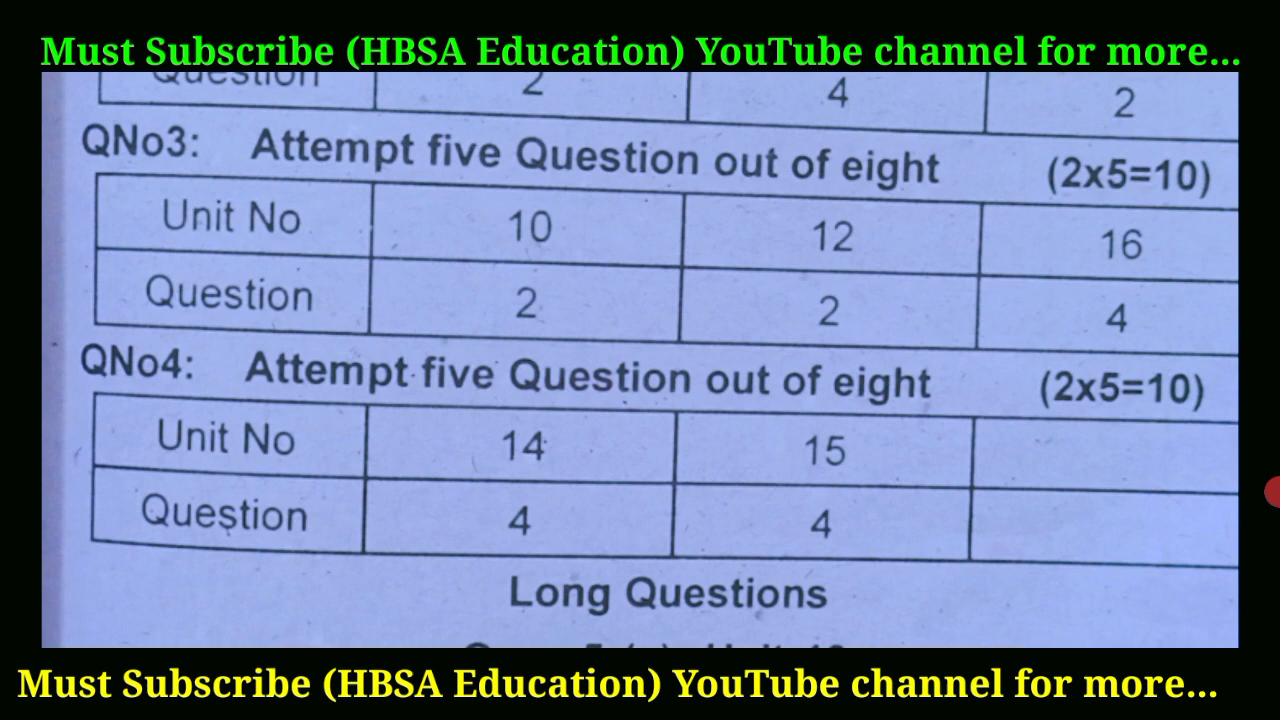 Must Subscribe (HBSA Education) YouTube channel for more...
Question 2 4 2
QNo3: Attempt five Question out of eight (2x5=10)
Unit No 10 12 16
Question 2 2 4
QNo4: Attempt five Question out of eight (2x5=10)
Unit No 14 15
Question 4 4
Long Questions
Must Subscribe (HBSA Education) YouTube channel for more...